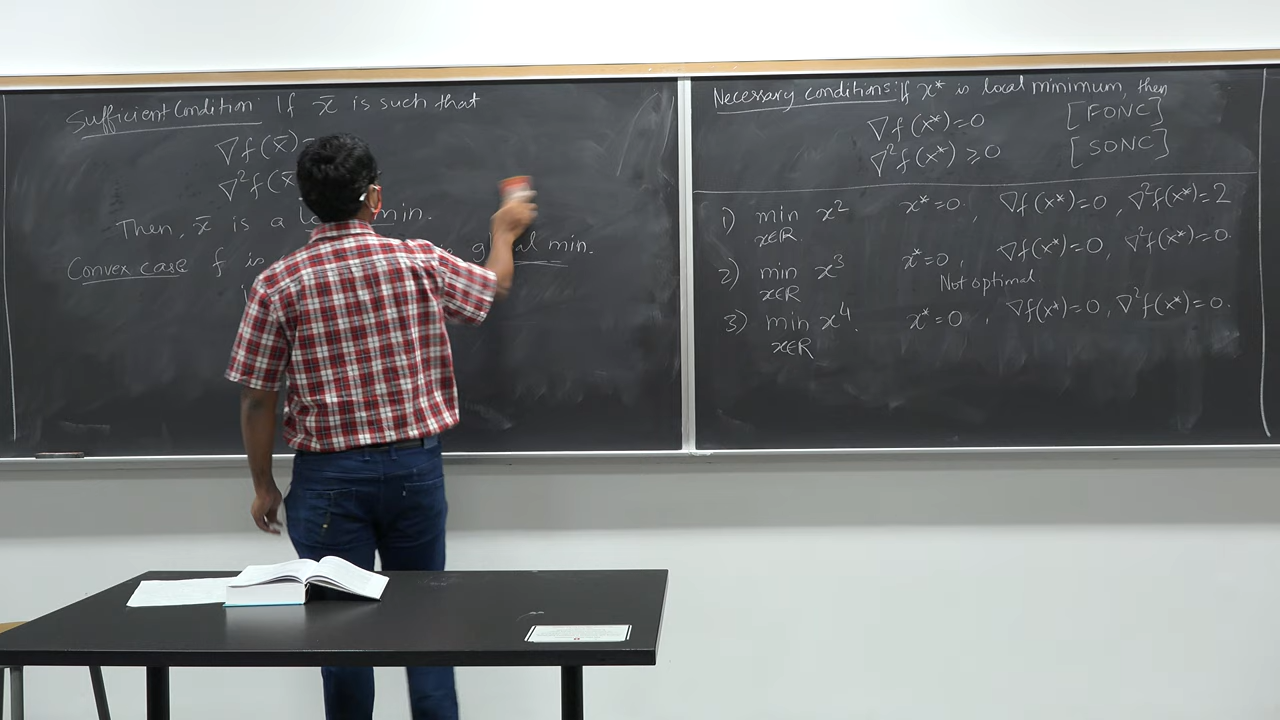 Sufficient Condition: If x̄ is such that
∇f(x̄)
∇²f(x̄
Then, x̄ is a min.
Convex case f is global min.
Necessary conditions: If x* is local minimum, then
∇f(x*)=0 [FONC]
∇²f(x*) ⩾ 0 [SONC]
1) min x² x*=0, ∇f(x*)=0, ∇²f(x*)=2
x∈R
2) min x³ x*=0, ∇f(x*)=0, ∇²f(x*)=0.
x∈R Not optimal
3) min x⁴. x*=0, ∇f(x*)=0, ∇²f(x*)=0.
x∈R